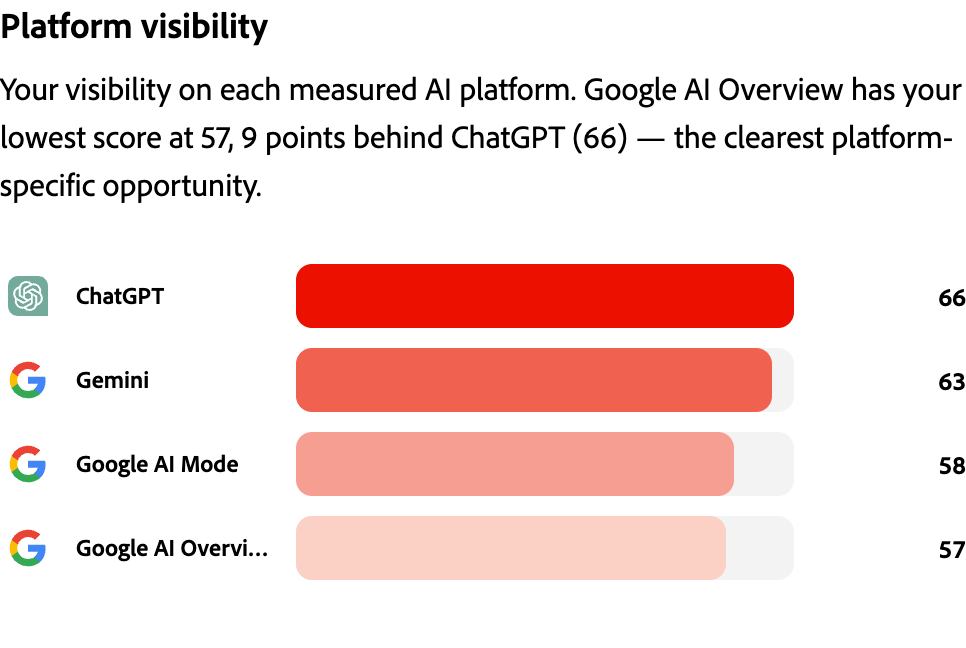 Platform visibility
Your visibility on each measured AI platform. Google AI Overview has your
lowest score at 57, 9 points behind ChatGPT (66) — the clearest platform-
specific opportunity.
ChatGPT 66
Gemini 63
Google AI Mode 58
Google AI Overvi... 57